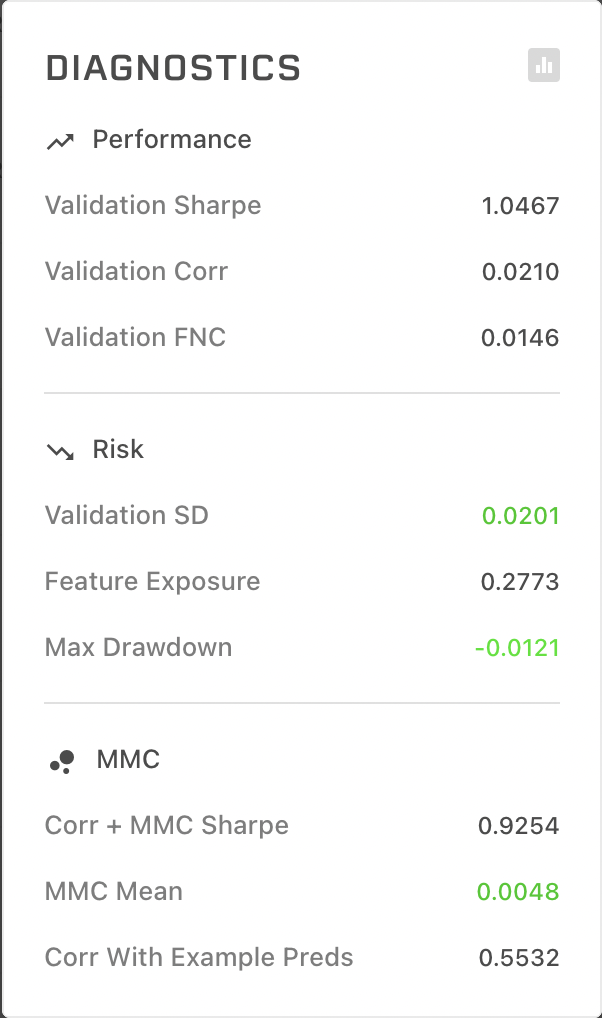 DIAGNOSTICS
Performance
Validation Sharpe 1.0467
Validation Corr 0.0210
Validation FNC 0.0146
Risk
Validation SD 0.0201
Feature Exposure 0.2773
Max Drawdown -0.0121
MMC
Corr + MMC Sharpe 0.9254
MMC Mean 0.0048
Corr With Example Preds 0.5532